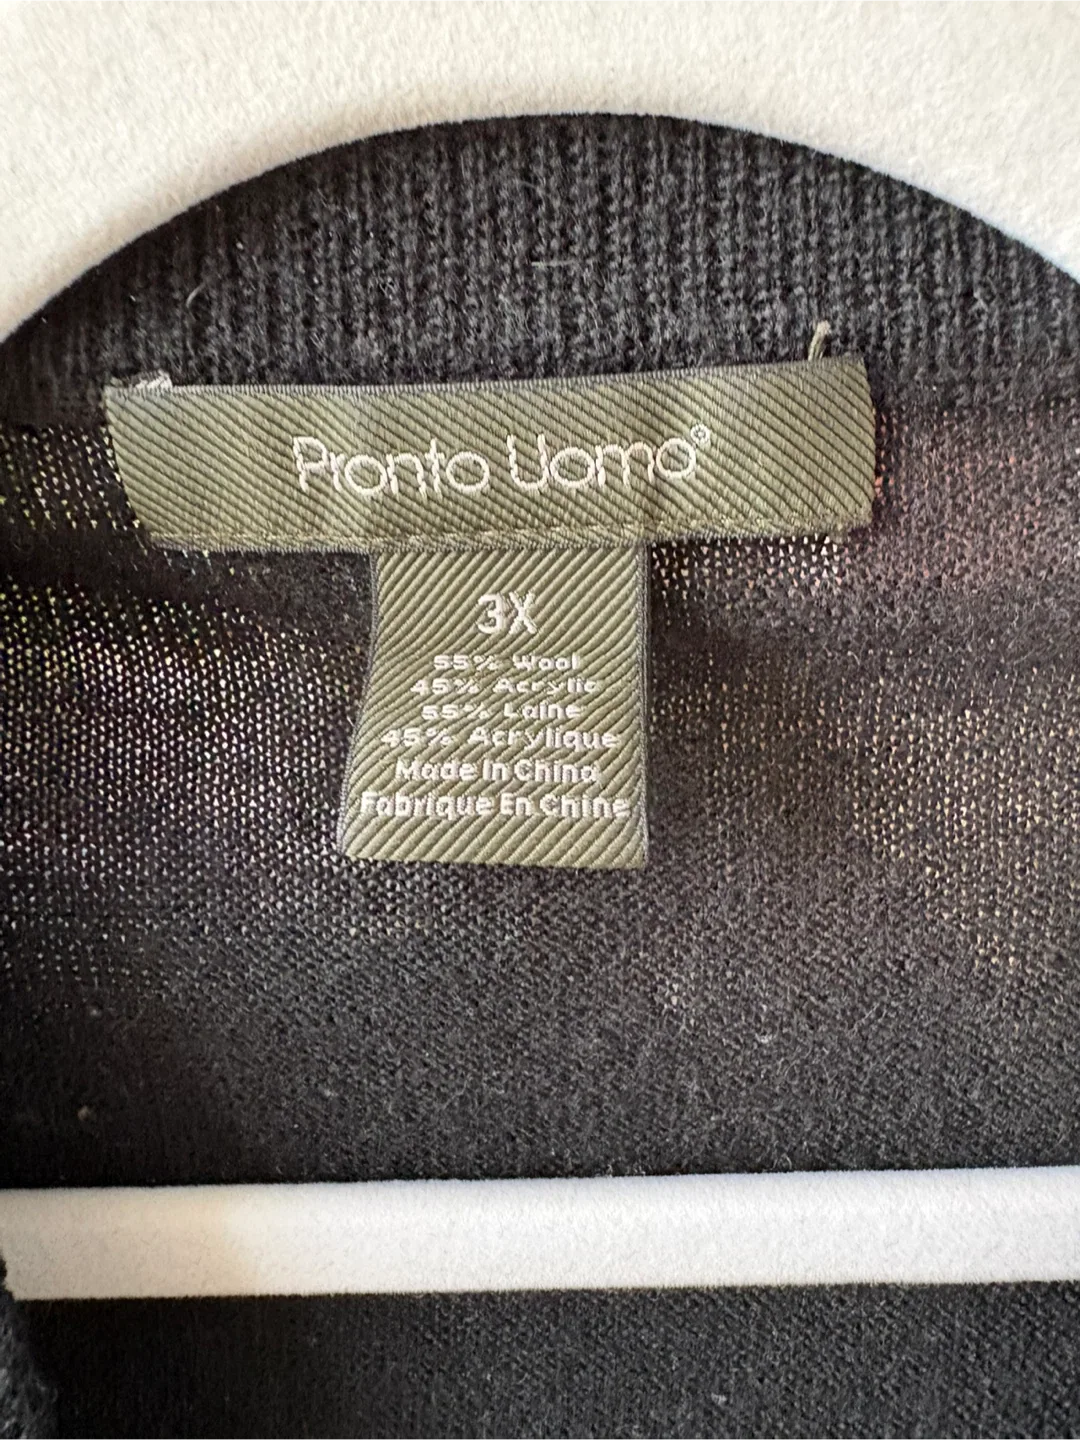 Pronto Uomo®
3X
55% Wool
45% Acrylic
55% Laine
45% Acrylique
Made In China
Fabrique En Chine